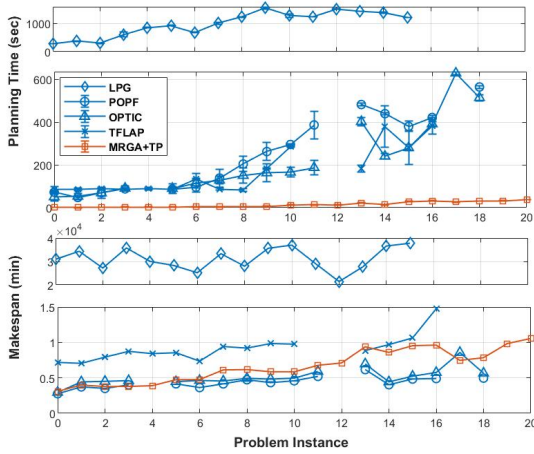 1000
0
Planning Time (sec)
600
400
200
0
LPG
POPF
OPTIC
TFLAP
MRGA+TP
0 2 4 6 8 10 12 14 16 18 20
×10⁴
4
3
2
Makespan (min)
1.5
1
0.5
0
0 2 4 6 8 10 12 14 16 18 20
Problem Instance